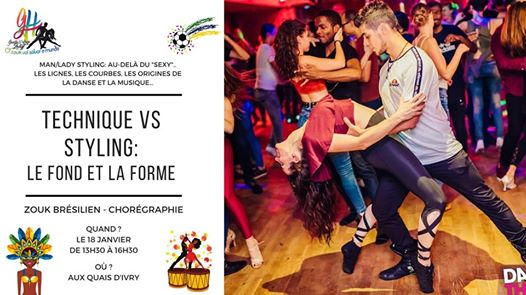 GH
MAN/LADY STYLING: AU-DELÀ DU "SEXY"..
LES LIGNES, LES COURBES, LES ORIGINES DE
LA DANSE ET LA MUSIQUE...
TECHNIQUE VS
STYLING:
LE FOND ET LA FORME
ZOUK BRÉSILIEN - CHORÉGRAPHIE
QUAND ?
LE 18 JANVIER
DE 13H30 À 16H30
OÙ ?
AUX QUAIS D'IVRY